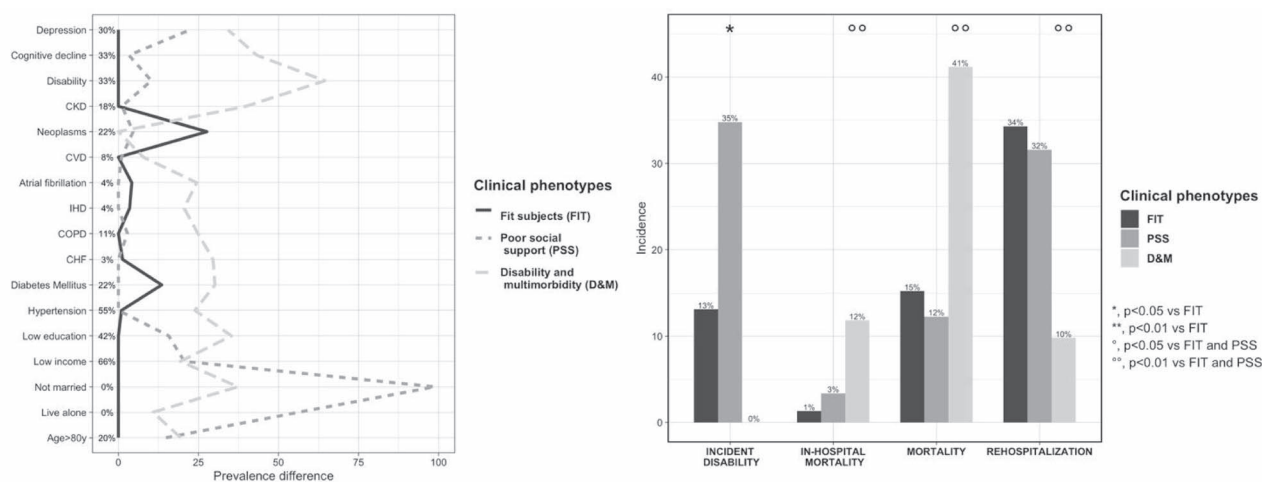 Depression 30%
Cognitive decline 33%
Disability 33%
CKD 18%
Neoplasms 22%
CVD 8%
Atrial fibrillation 4%
IHD 4%
COPD 11%
CHF 3%
Diabetes Mellitus 22%
Hypertension 55%
Low education 42%
Low income 66%
Not married 0%
Live alone 0%
Age>80y 20%
0 25 50 75 100
Prevalence difference
Clinical phenotypes
Fit subjects (FIT)
Poor social
support (PSS)
Disability and
multimorbidity (D&M)
Incidence
40
30
20
10
0
* °° °° °°
13% 35% 0%
1% 3% 12%
15% 12% 41%
34% 32% 10%
INCIDENT
DISABILITY
IN-HOSPITAL
MORTALITY
MORTALITY
REHOSPITALIZATION
Clinical phenotypes
FIT
PSS
D&M
*, p<0.05 vs FIT
**, p<0.01 vs FIT
°, p<0.05 vs FIT and PSS
°°, p<0.01 vs FIT and PSS